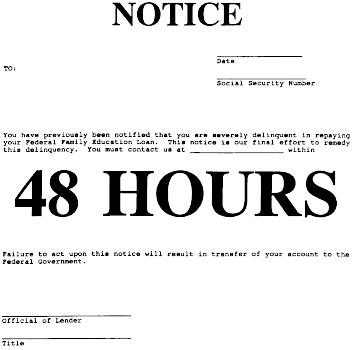 NOTICE
Date
TO:
Social Security Number
You have previously been notified that you are severely delinquent in repaying
your Federal Family Education Loan. This notice is our final effort to remedy
this delinquency. You must contact us at ____________________ within
48 HOURS
Failure to act upon this notice will result in transfer of your account to the
Federal Government.
Official of Lender
Title